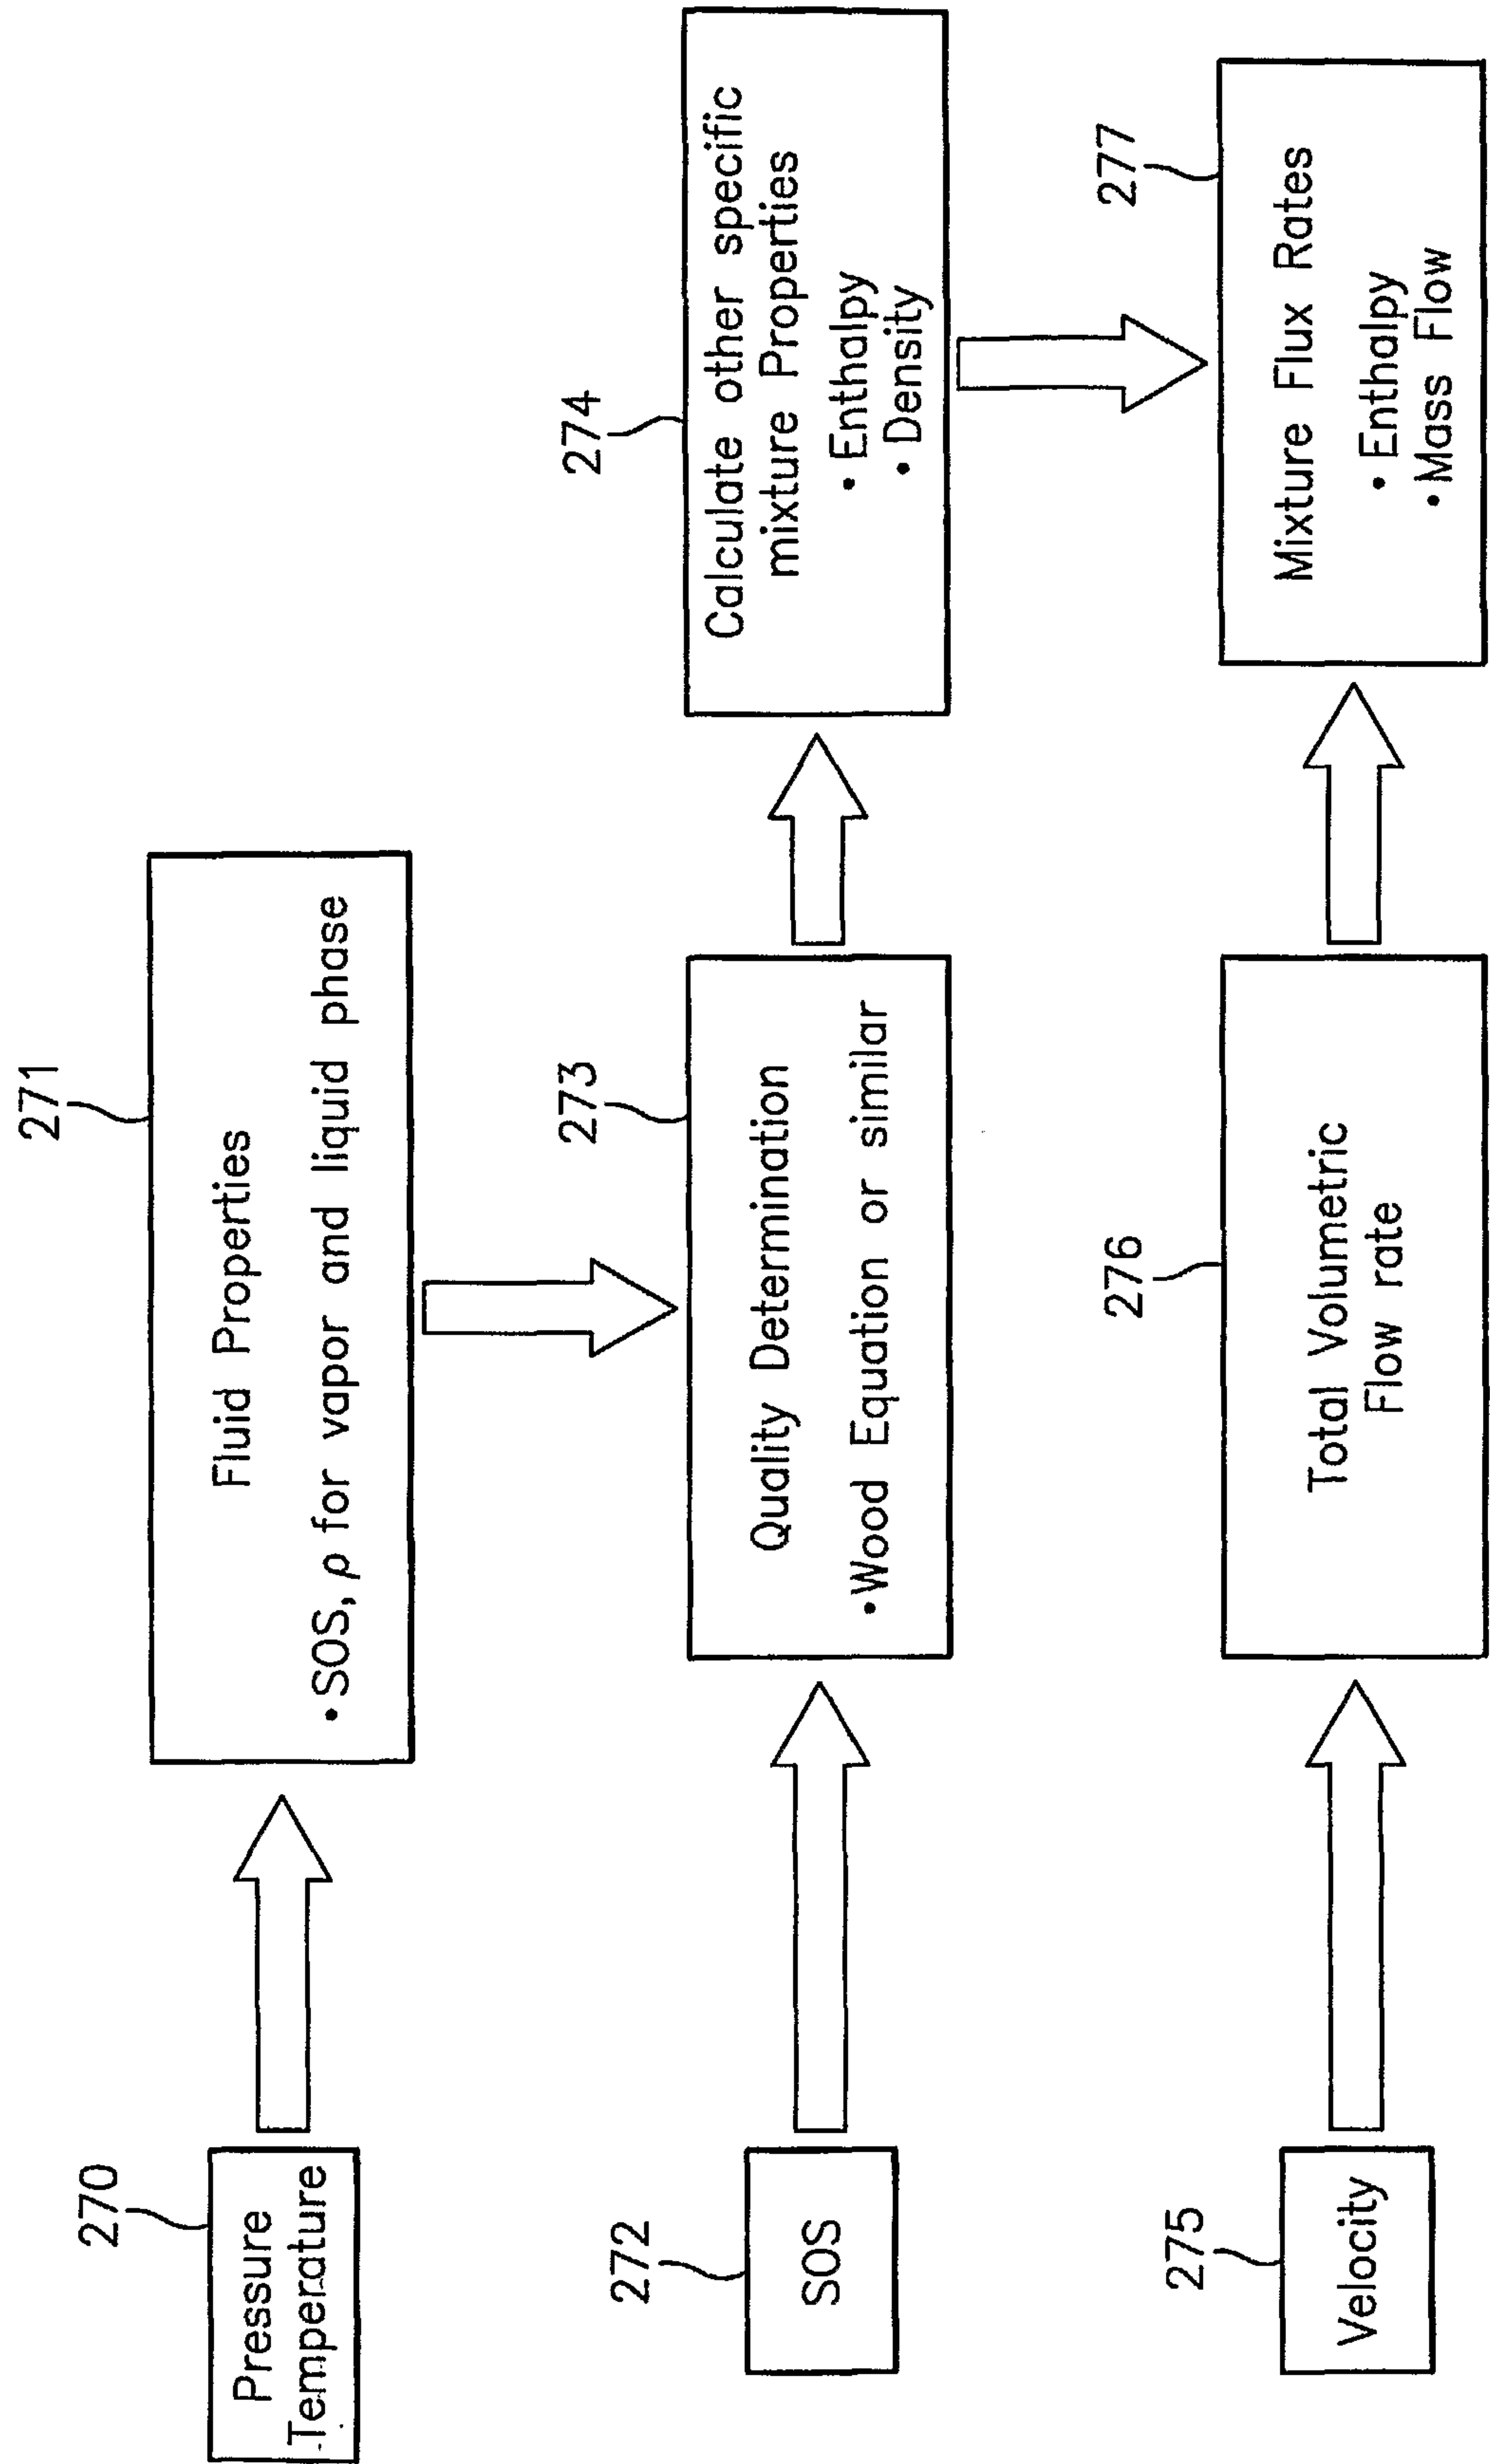 270
Pressure
Temperature
271
Fluid Properties
• SOS, ρ for vapor and liquid phase
272
SOS
273
Quality Determination
• Wood Equation or similar
274
Calculate other specific
mixture Properties
• Enthalpy
• Density
275
Velocity
276
Total Volumetric
Flow rate
277
Mixture Flux Rates
• Enthalpy
• Mass Flow